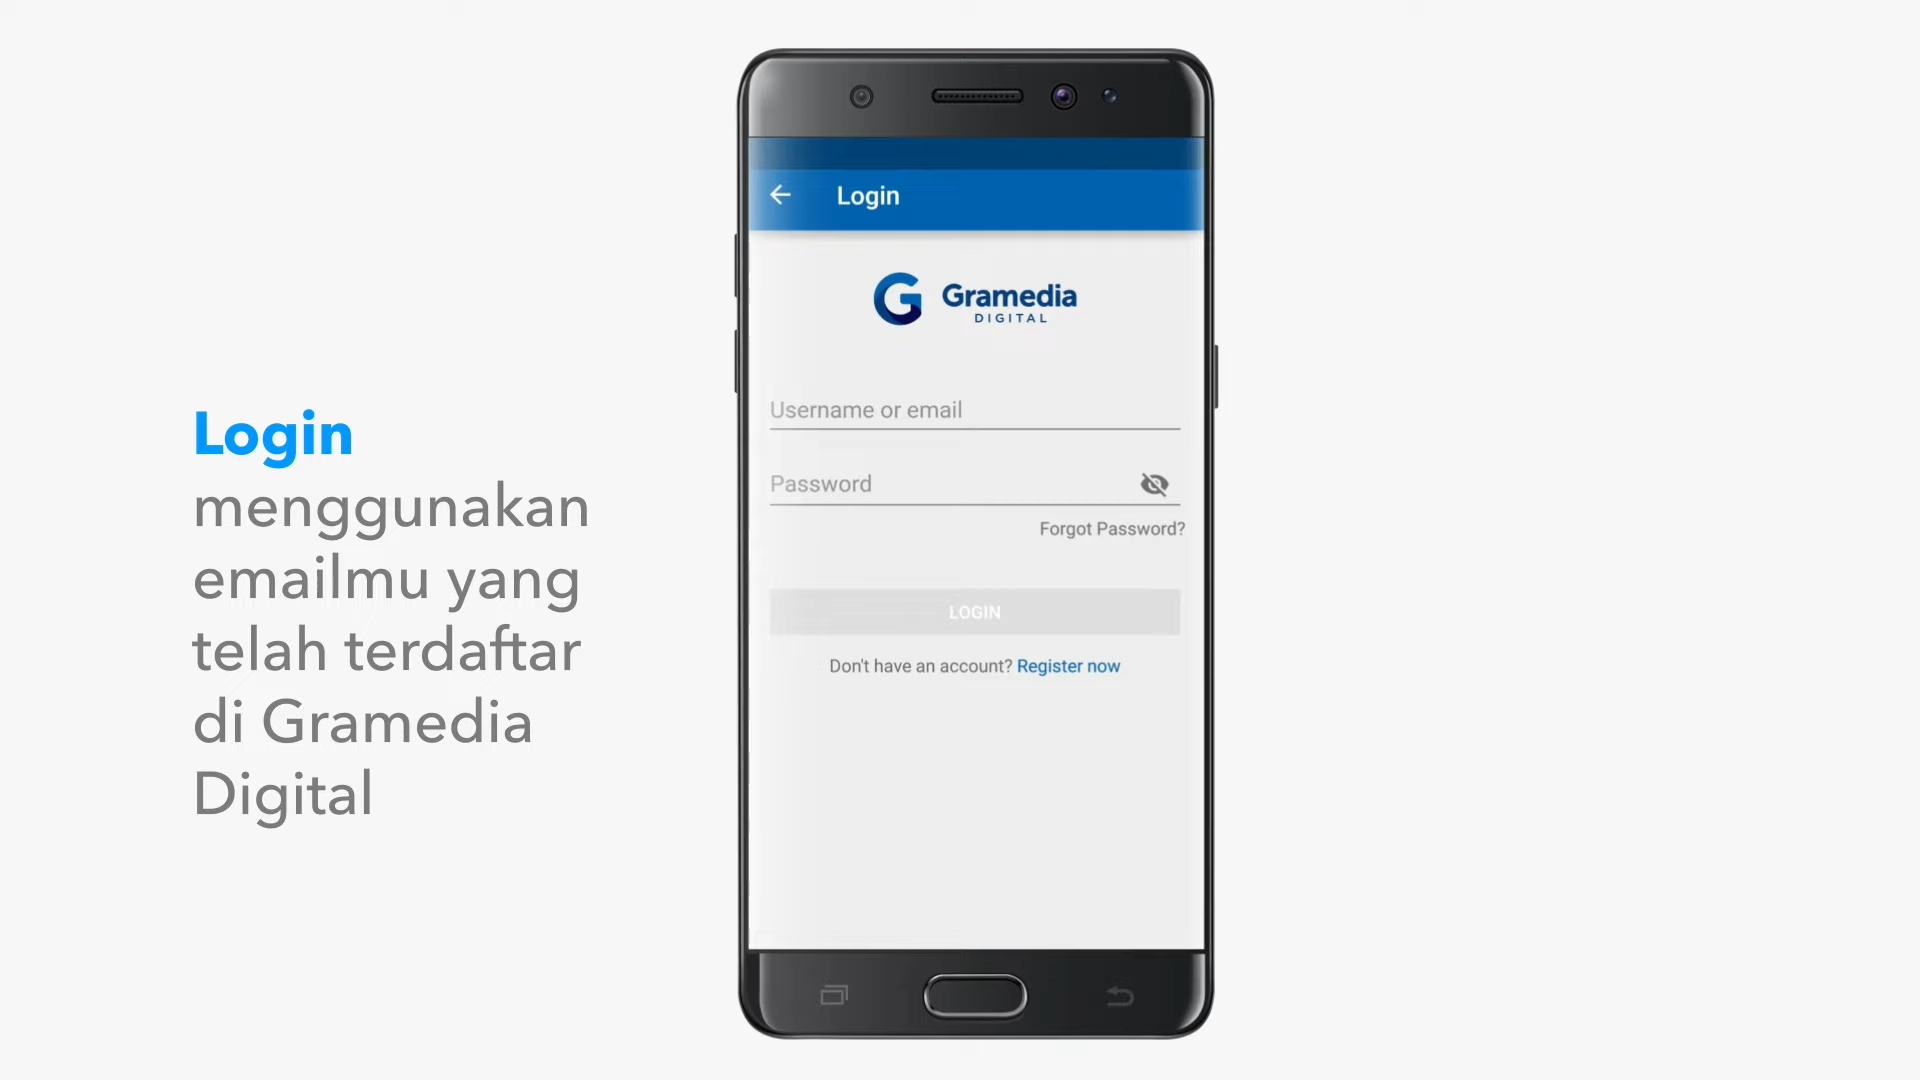 Login
menggunakan
emailmu yang
telah terdaftar
di Gramedia
Digital
Login
Gramedia
DIGITAL
Username or email
Password
Forgot Password?
LOGIN
Don't have an account? Register now